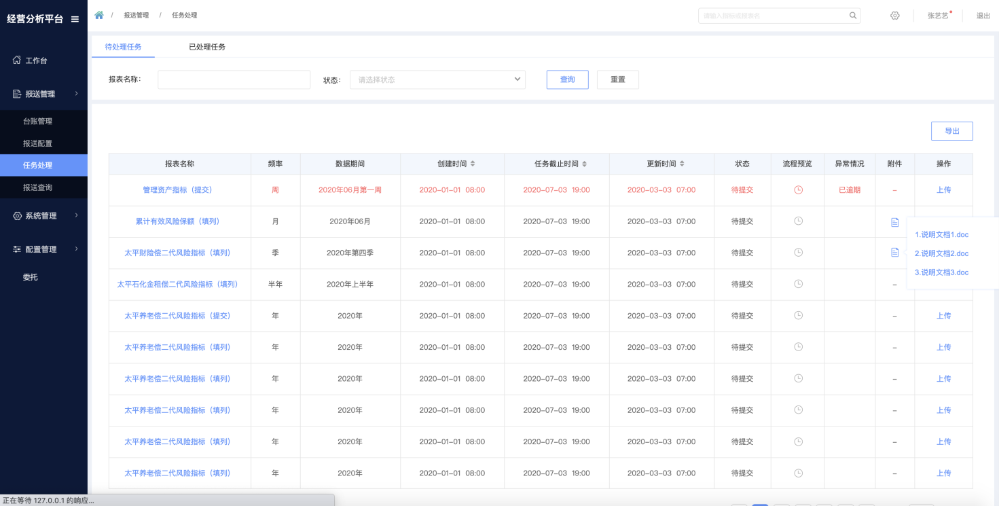 经营分析平台
/ 报送管理 / 任务处理
请输入指标或报表名
张艺艺
退出
工作台
报送管理
台账管理
报送配置
任务处理
报送查询
系统管理
配置管理
委托
待处理任务 已处理任务
报表名称: 状态: 请选择状态 查询 重置
导出
报表名称 频率 数据期间 创建时间 任务截止时间 更新时间 状态 流程预览 异常情况 附件 操作
管理资产指标（提交） 周 2020年06月第一周 2020-01-01 08:00 2020-07-03 19:00 2020-03-03 07:00 待提交 已逾期 - 上传
累计有效风险保额（填列） 月 2020年06月 2020-01-01 08:00 2020-07-03 19:00 2020-03-03 07:00 待提交
太平财险偿二代风险指标（填列） 季 2020年第四季 2020-01-01 08:00 2020-07-03 19:00 2020-03-03 07:00 待提交
太平石化金租偿二代风险指标（填列） 半年 2020年上半年 2020-01-01 08:00 2020-07-03 19:00 2020-03-03 07:00 待提交 -
1.说明文档1.doc
2.说明文档2.doc
3.说明文档3.doc
太平养老偿二代风险指标（提交） 年 2020年 2020-01-01 08:00 2020-07-03 19:00 2020-03-03 07:00 待提交 - 上传
太平养老偿二代风险指标（填列） 年 2020年 2020-01-01 08:00 2020-07-03 19:00 2020-03-03 07:00 待提交 - 上传
太平养老偿二代风险指标（填列） 年 2020年 2020-01-01 08:00 2020-07-03 19:00 2020-03-03 07:00 待提交 - 上传
太平养老偿二代风险指标（填列） 年 2020年 2020-01-01 08:00 2020-07-03 19:00 2020-03-03 07:00 待提交 - 上传
太平养老偿二代风险指标（填列） 年 2020年 2020-01-01 08:00 2020-07-03 19:00 2020-03-03 07:00 待提交 - 上传
太平养老偿二代风险指标（填列） 年 2020年 2020-01-01 08:00 2020-07-03 19:00 2020-03-03 07:00 待提交 - 上传
正在等待 127.0.0.1 的响应...